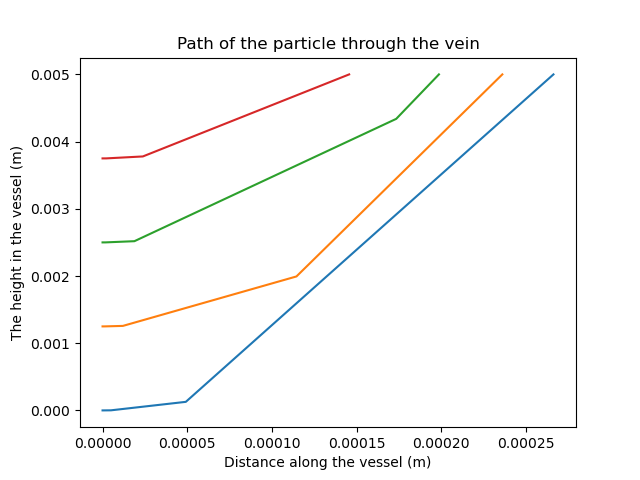 Path of the particle through the vein
0.005
0.004
0.003
0.002
0.001
0.000
The height in the vessel (m)
0.00000 0.00005 0.00010 0.00015 0.00020 0.00025
Distance along the vessel (m)